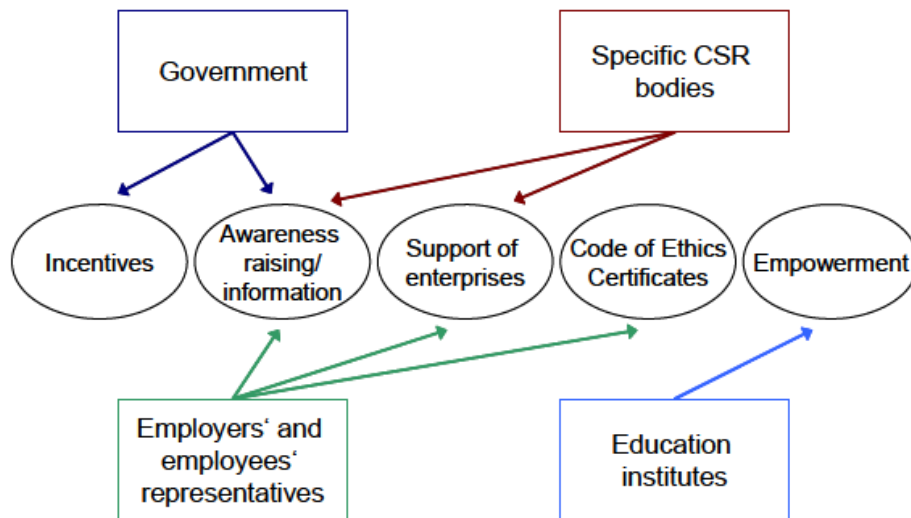 Government
Specific CSR
bodies
Incentives
Awareness
raising/
information
Support of
enterprises
Code of Ethics
Certificates
Empowerment
Employers‘ and
employees‘
representatives
Education
institutes